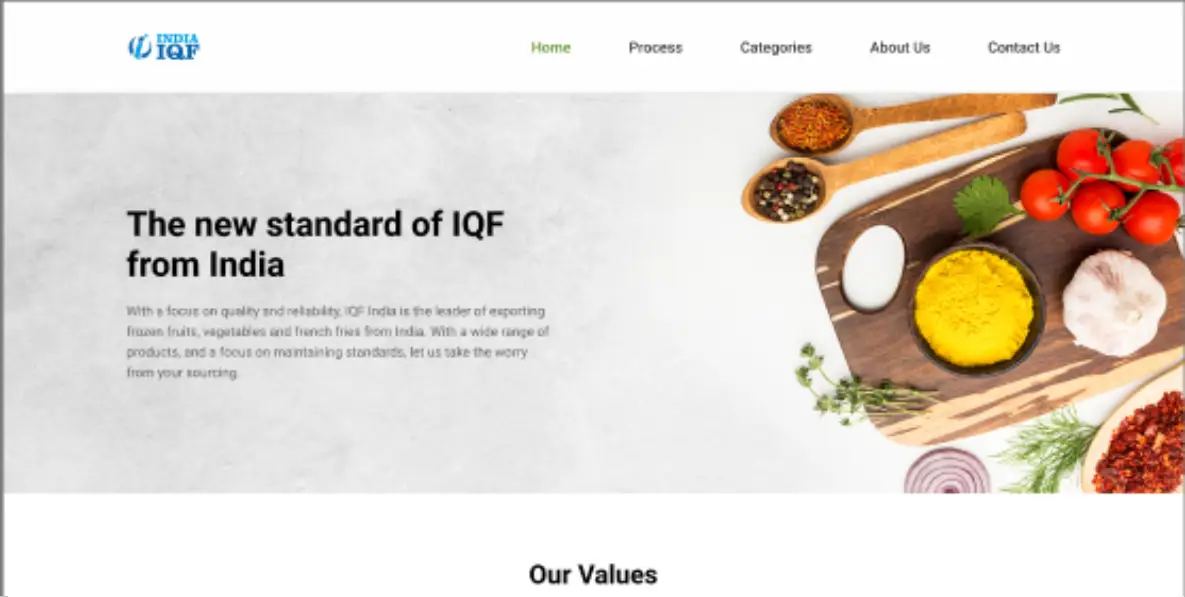 INDIA
IQF
Home
Process
Categories
About Us
Contact Us
The new standard of IQF
from India
With a focus on quality and reliability, IQF India is the leader of exporting
frozen fruits, vegetables and french fries from India. With a wide range of
products, and a focus on maintaining standards, let us take the worry
from your sourcing.
Our Values